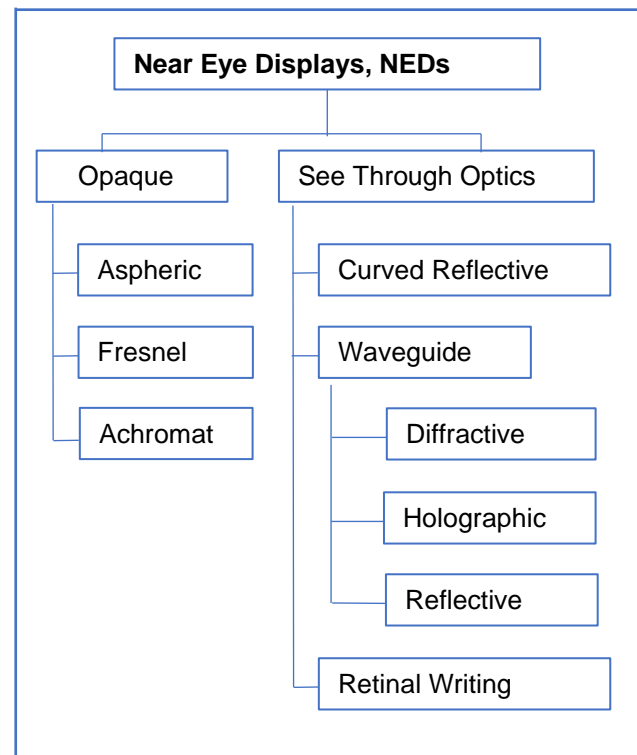 Near Eye Displays, NEDs
Opaque
See Through Optics
Aspheric
Curved Reflective
Fresnel
Waveguide
Achromat
Diffractive
Holographic
Reflective
Retinal Writing